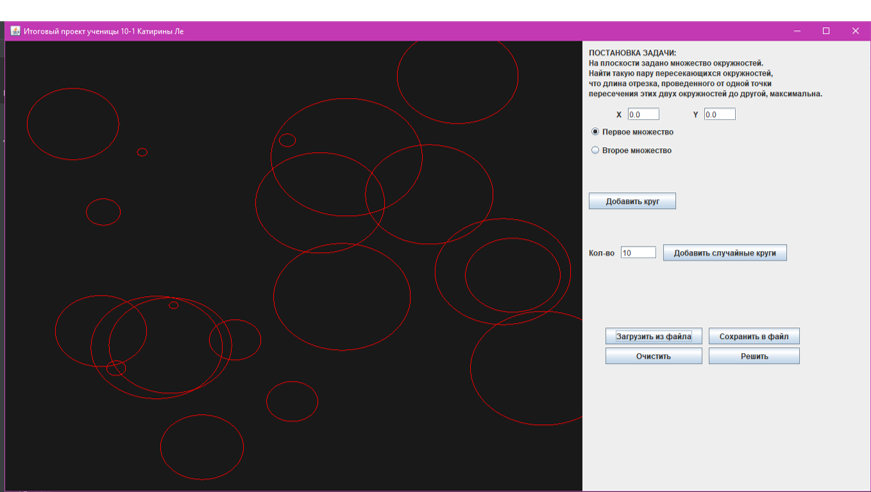 Итоговый проект ученицы 10-1 Катирины Ле
ПОСТАНОВКА ЗАДАЧИ:
На плоскости задано множество окружностей.
Найти такую пару пересекающихся окружностей,
что длина отрезка, проведенного от одной точки
пересечения этих двух окружностей до другой, максимальна.
X 0.0 Y 0.0
Первое множество
Второе множество
Добавить круг
Кол-во 10 Добавить случайные круги
Загрузить из файла Сохранить в файл
Очистить Решить